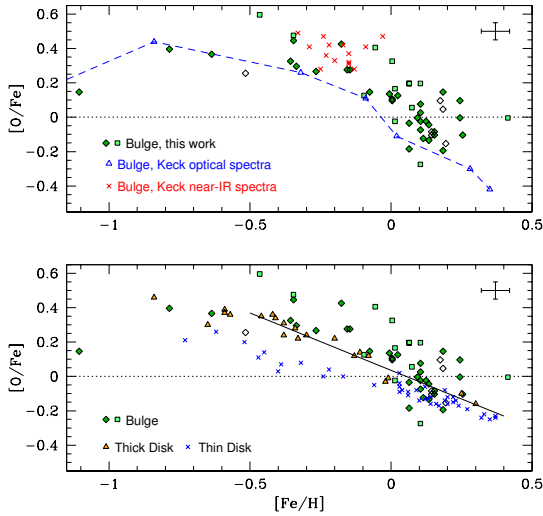 0.6
0.4
0.2
0
−0.2
−0.4
[O/Fe]
Bulge, this work
Bulge, Keck optical spectra
Bulge, Keck near-IR spectra
−1
−0.5
0
0.5
0.6
0.4
0.2
0
−0.2
−0.4
[O/Fe]
Bulge
Thick Disk
Thin Disk
−1
−0.5
0
0.5
[Fe/H]